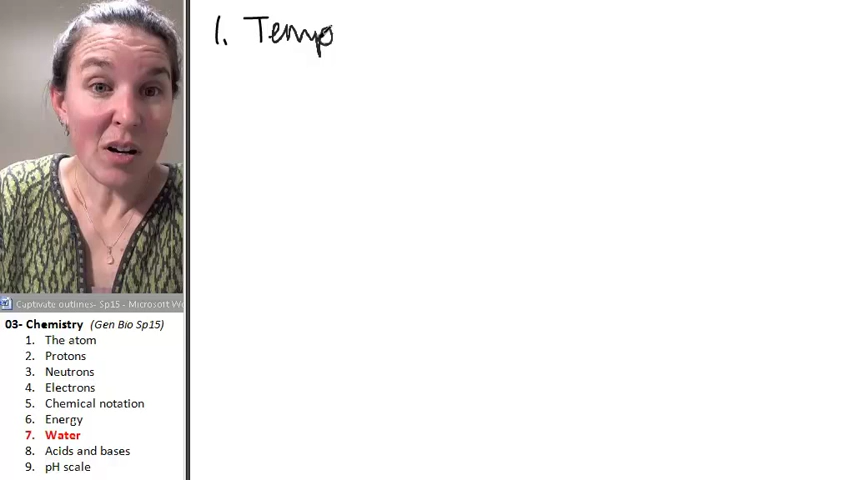 1. Temp
Captivate outlines- Sp15 - Microsoft W
03- Chemistry (Gen Bio Sp15)
1. The atom
2. Protons
3. Neutrons
4. Electrons
5. Chemical notation
6. Energy
7. Water
8. Acids and bases
9. pH scale